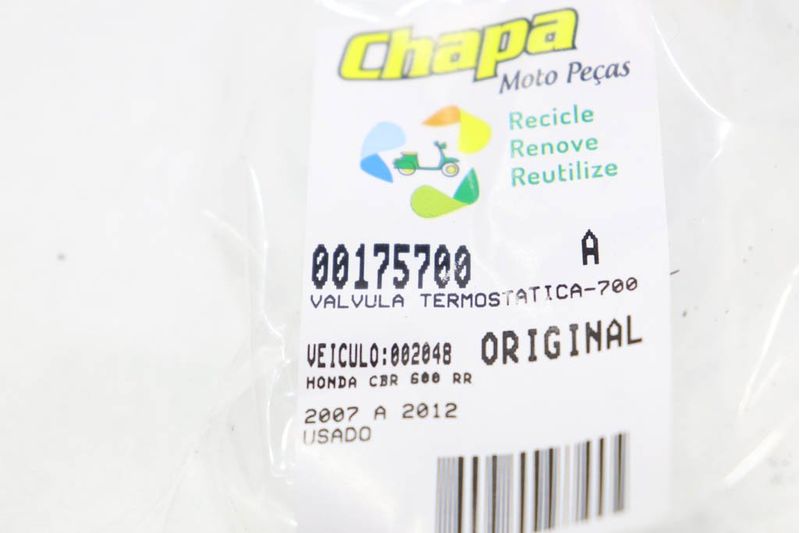 Chapa
Moto Peças
Recicle
Renove
Reutilize
00175700 A
VALVULA TERMOSTATICA-700
VEICULO:002048 ORIGINAL
HONDA CBR 600 RR
2007 A 2012
USADO